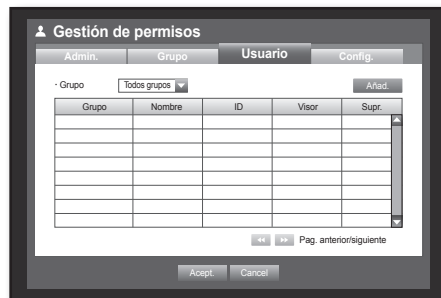 Gestión de permisos
Admin. Grupo Usuario Config.
· Grupo Todos grupos Añad.
Grupo Nombre ID Visor Supr.
Pag. anterior/siguiente
Acept. Cancel